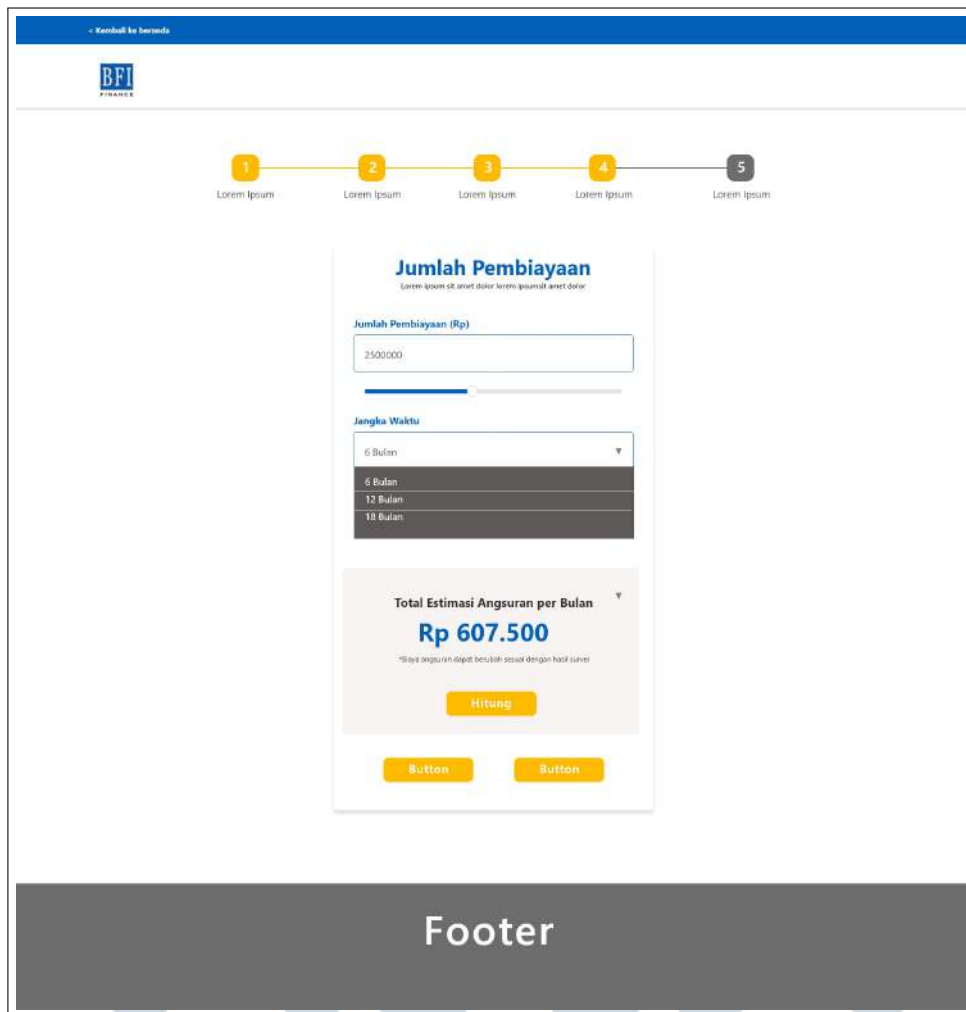 < Kembali ke beranda
BFI
FINANCE
1 2 3 4 5
Lorem Ipsum Lorem Ipsum Lorem Ipsum Lorem Ipsum Lorem Ipsum
Jumlah Pembiayaan
Lorem ipsum sit amet dolor lorem ipsumsit amet dolor
Jumlah Pembiayaan (Rp)
2500000
Jangka Waktu
6 Bulan ▼
6 Bulan
12 Bulan
18 Bulan
Total Estimasi Angsuran per Bulan ▼
Rp 607.500
*Biaya angsuran dapat berubah sesuai dengan hasil survei
Hitung
Button Button
Footer